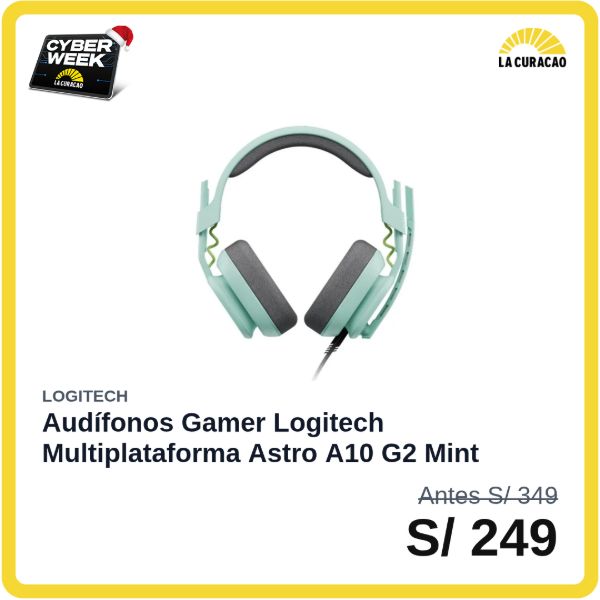 CYBER
WEEK
LA CURACAO
LA CURACAO
LOGITECH
Audífonos Gamer Logitech
Multiplataforma Astro A10 G2 Mint
Antes S/ 349
S/ 249